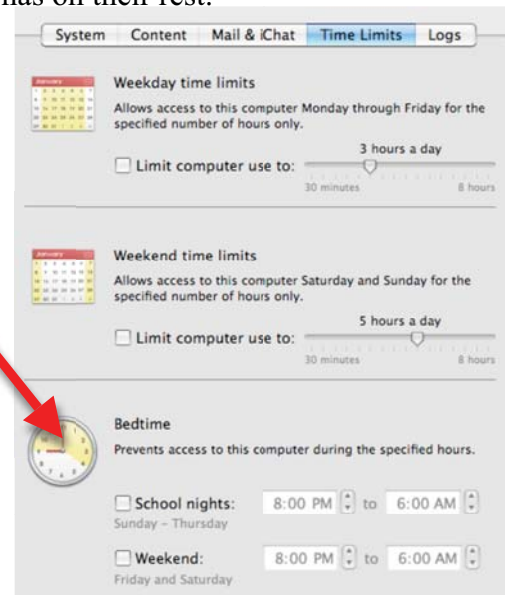 has on their rest.
System Content Mail & iChat Time Limits Logs
Weekday time limits
Allows access to this computer Monday through Friday for the
specified number of hours only.
3 hours a day
Limit computer use to:
30 minutes 8 hours
Weekend time limits
Allows access to this computer Saturday and Sunday for the
specified number of hours only.
5 hours a day
Limit computer use to:
30 minutes 8 hours
Bedtime
Prevents access to this computer during the specified hours.
School nights: 8:00 PM to 6:00 AM
Sunday – Thursday
Weekend: 8:00 PM to 6:00 AM
Friday and Saturday